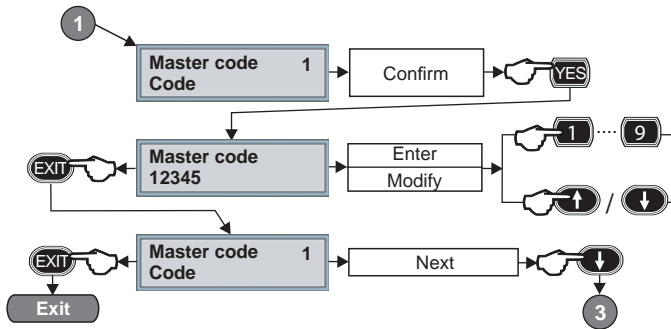 1
Master code 1
Code
Confirm
YES
Master code
12345
Enter
Modify
1 ···· 9
/
EXIT
Master code 1
Code
Next
EXIT
Exit
3